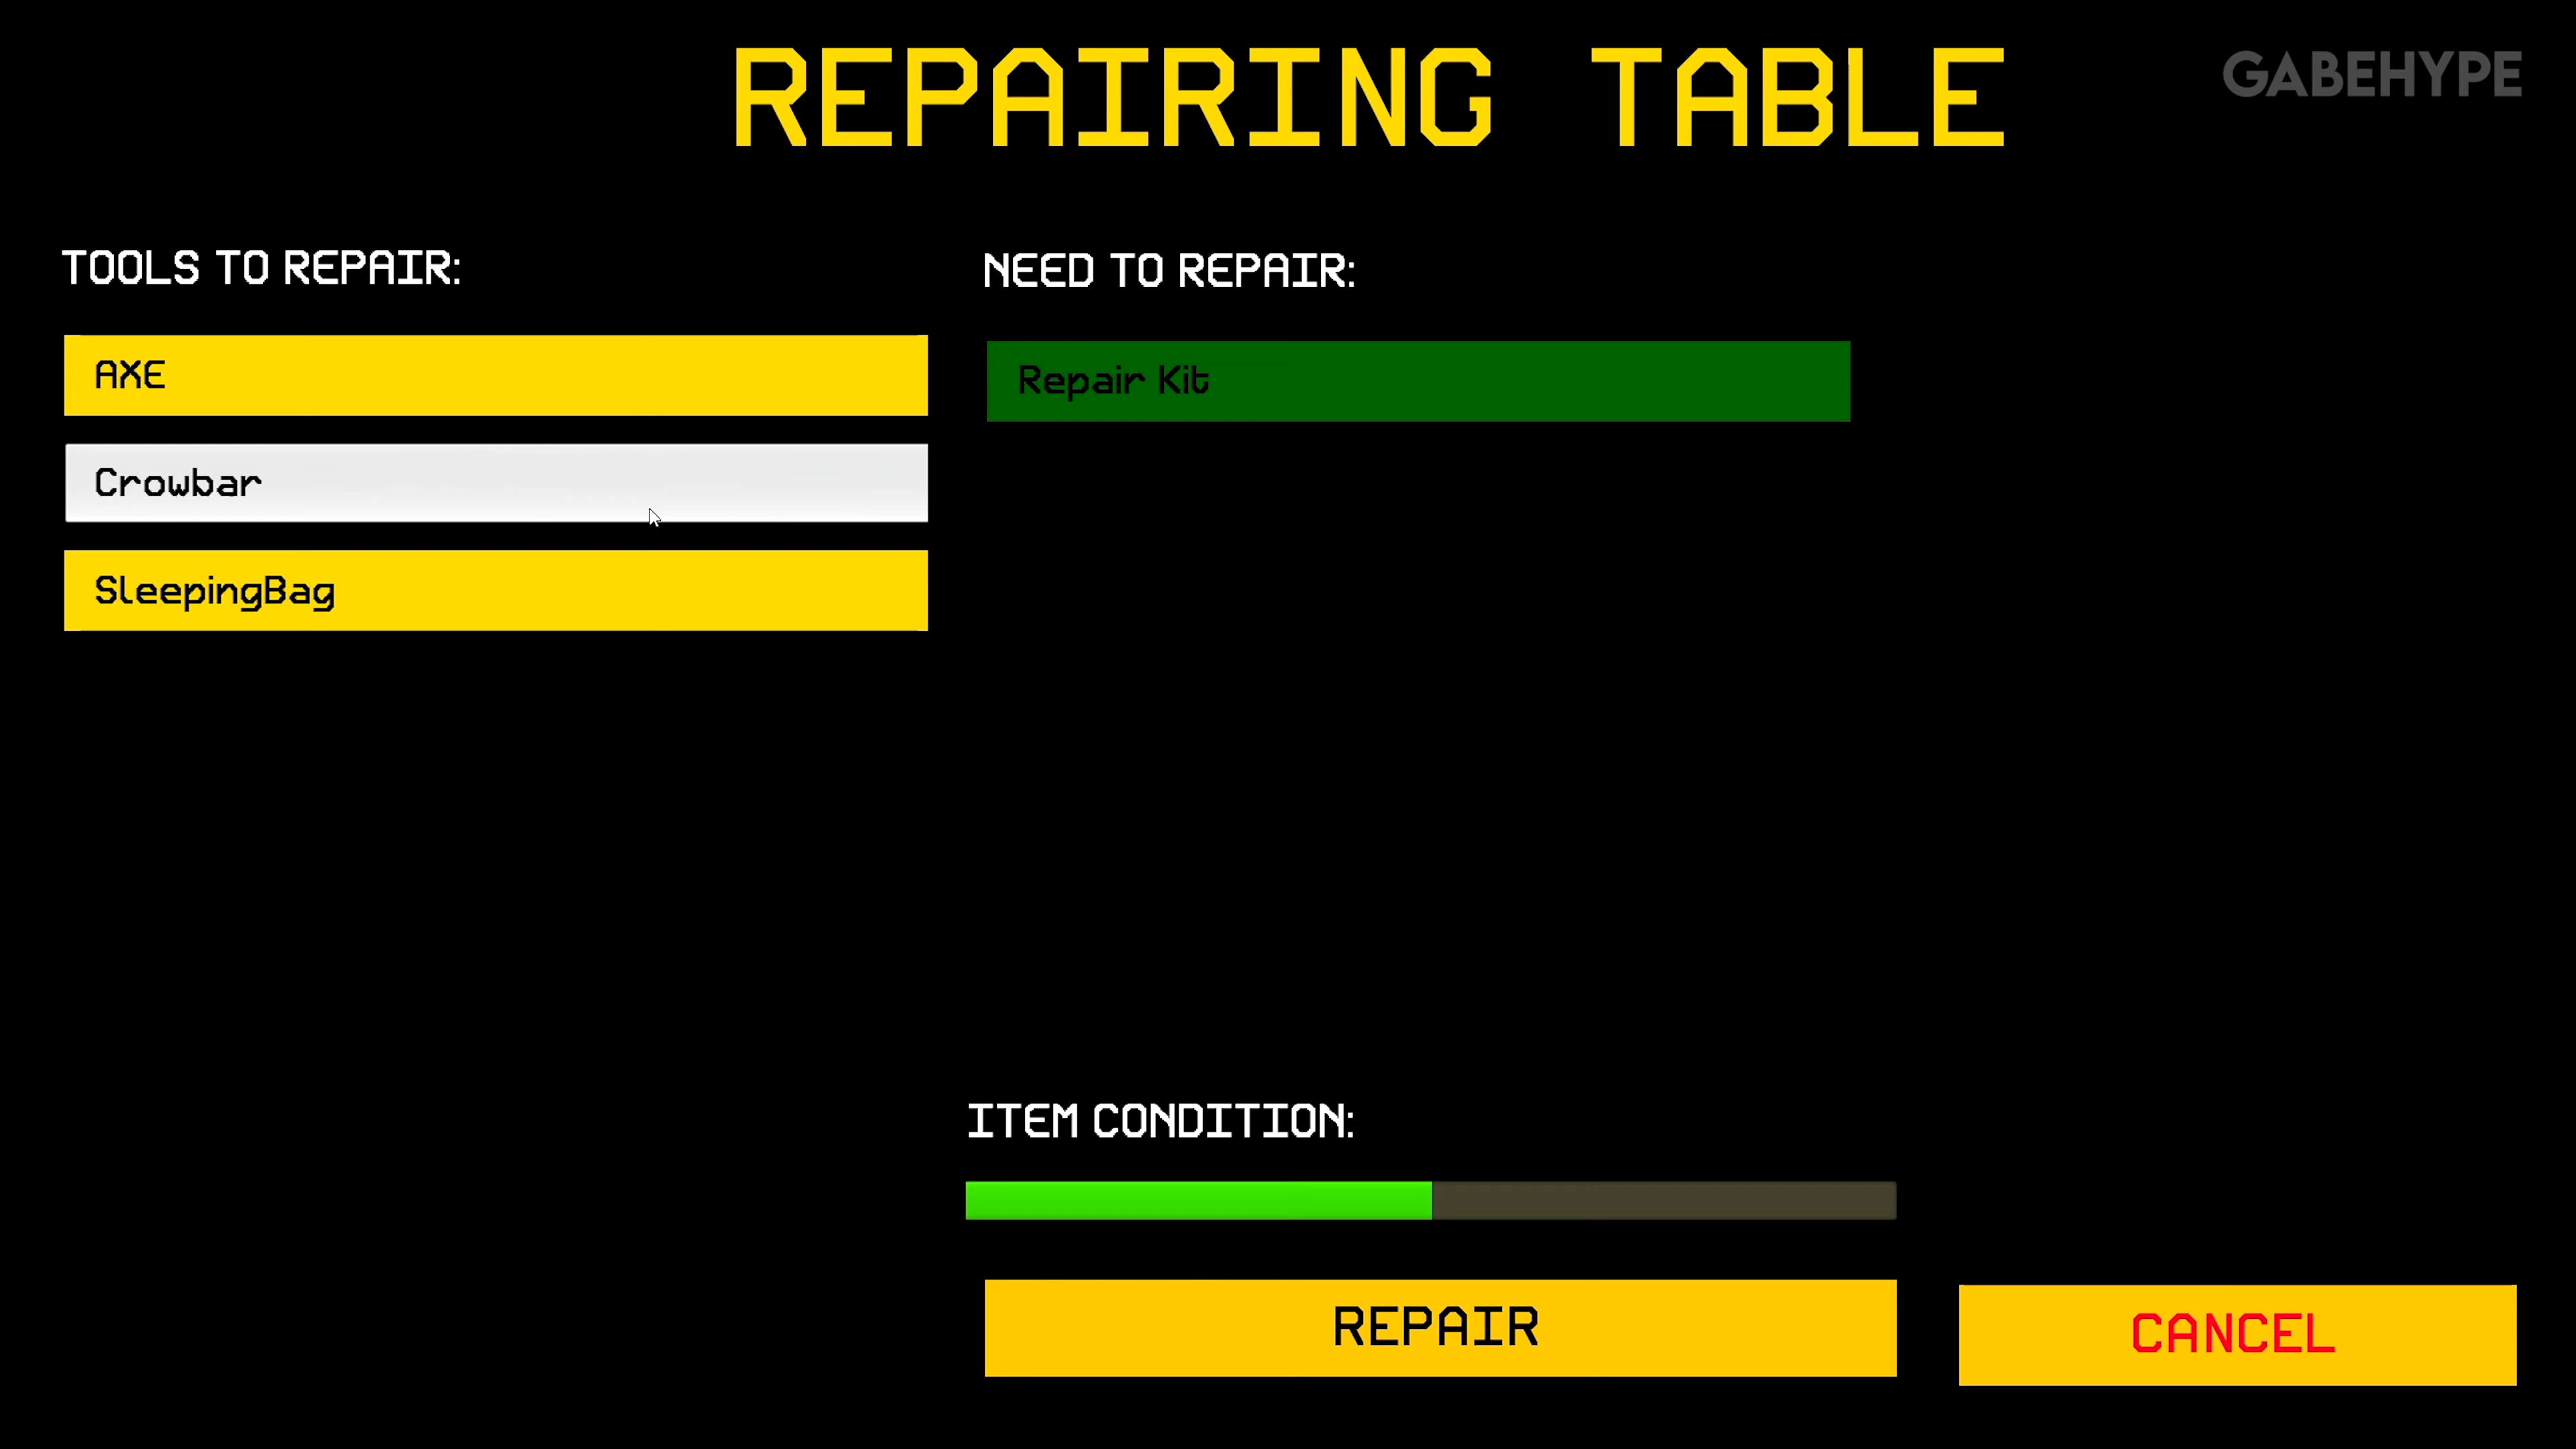 REPAIRING TABLE
GABEHYPE
TOOLS TO REPAIR:
NEED TO REPAIR:
AXE
Repair Kit
Crowbar
SleepingBag
ITEM CONDITION:
REPAIR
CANCEL